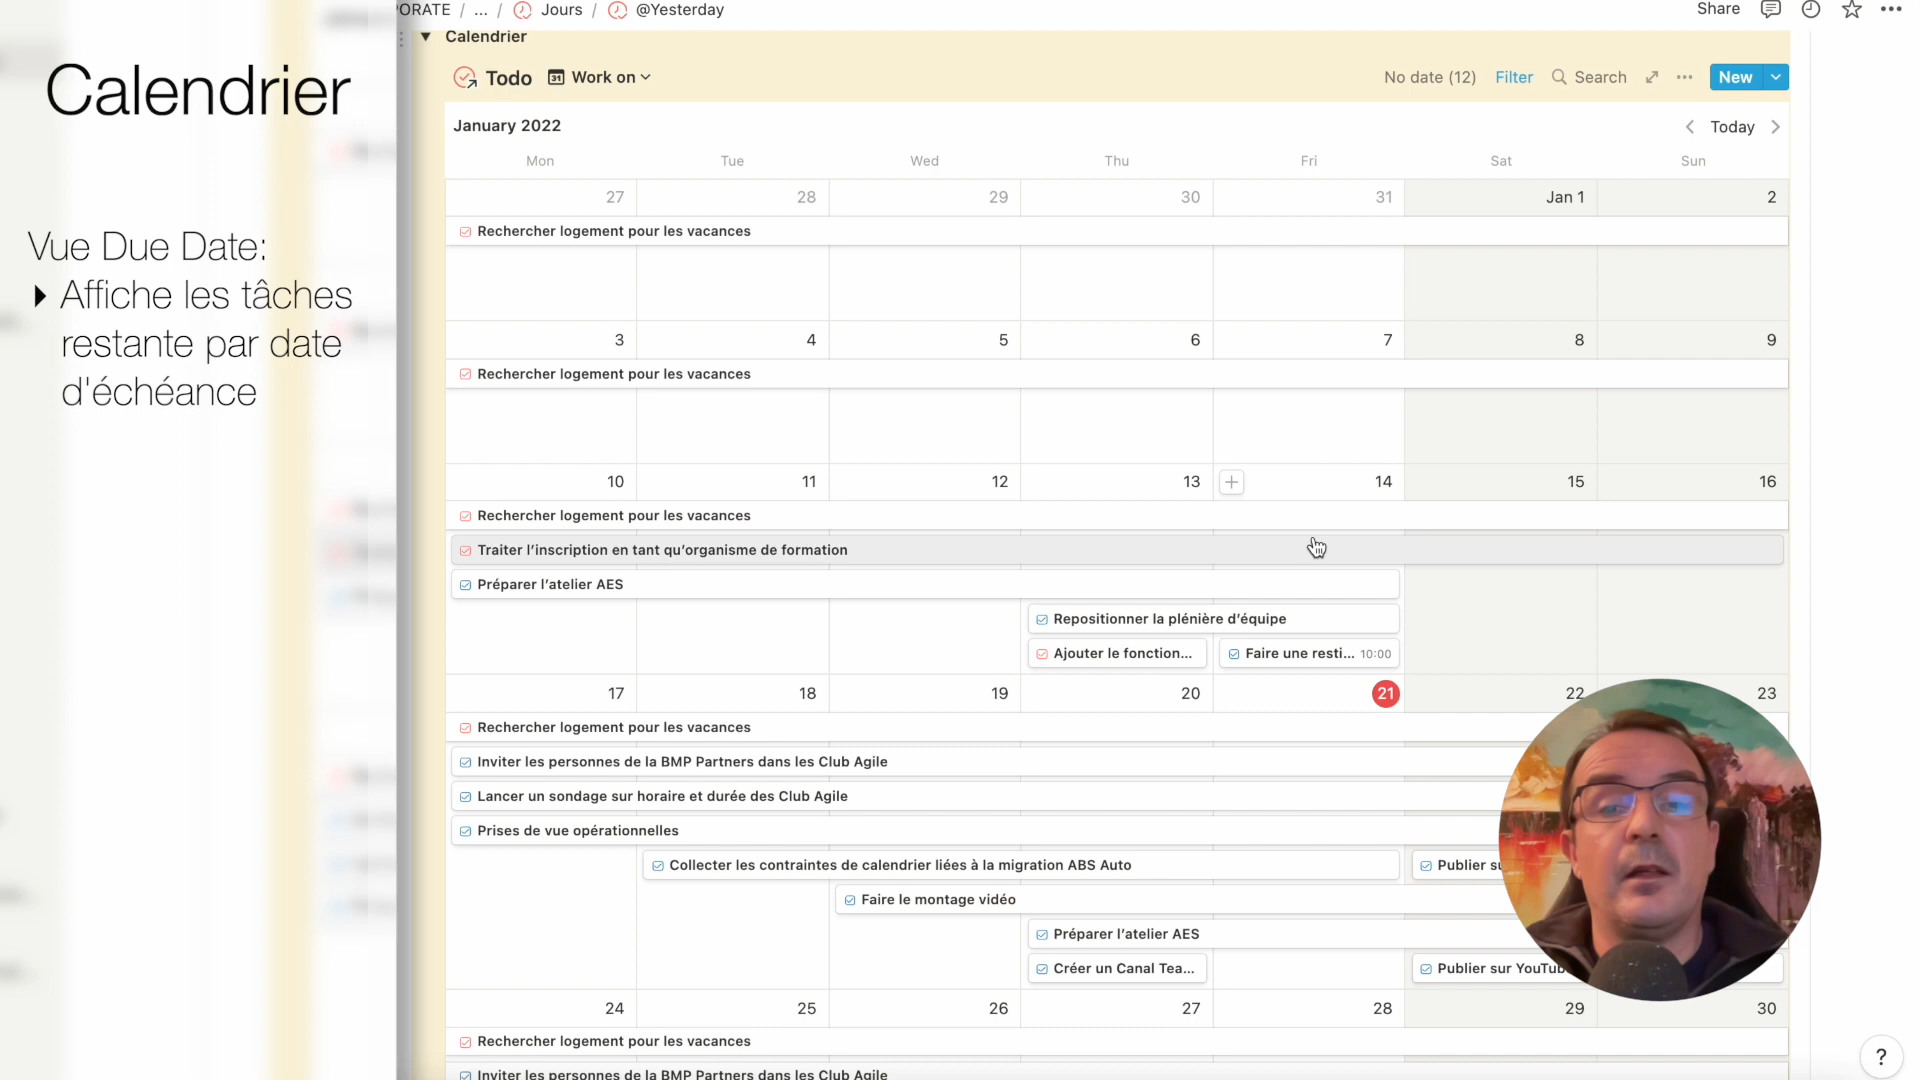 Calendrier
Vue Due Date:
Affiche les tâches
restante par date
d'échéance
ORATE / ... / Jours / @Yesterday
Share
Calendrier
Todo Work on
No date (12) Filter Search New
January 2022
Today
Mon Tue Wed Thu Fri Sat Sun
27 28 29 30 31 Jan 1 2
Rechercher logement pour les vacances
3 4 5 6 7 8 9
Rechercher logement pour les vacances
10 11 12 13 14 15 16
Rechercher logement pour les vacances
Traiter l’inscription en tant qu’organisme de formation
Préparer l’atelier AES
Repositionner la plénière d’équipe
Ajouter le fonction... Faire une resti... 10:00
17 18 19 20 21 22 23
Rechercher logement pour les vacances
Inviter les personnes de la BMP Partners dans les Club Agile
Lancer un sondage sur horaire et durée des Club Agile
Prises de vue opérationnelles
Collecter les contraintes de calendrier liées à la migration ABS Auto Publier
Faire le montage vidéo
Préparer l’atelier AES
Créer un Canal Tea... Publier sur YouTub
24 25 26 27 28 29 30
Rechercher logement pour les vacances
Inviter les personnes de la BMP Partners dans les Club Agile
?